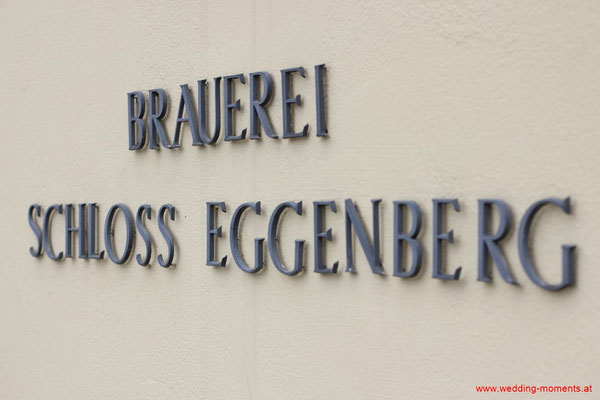 BRAUEREI
SCHLOSS EGGENBERG
www.wedding-moments.at